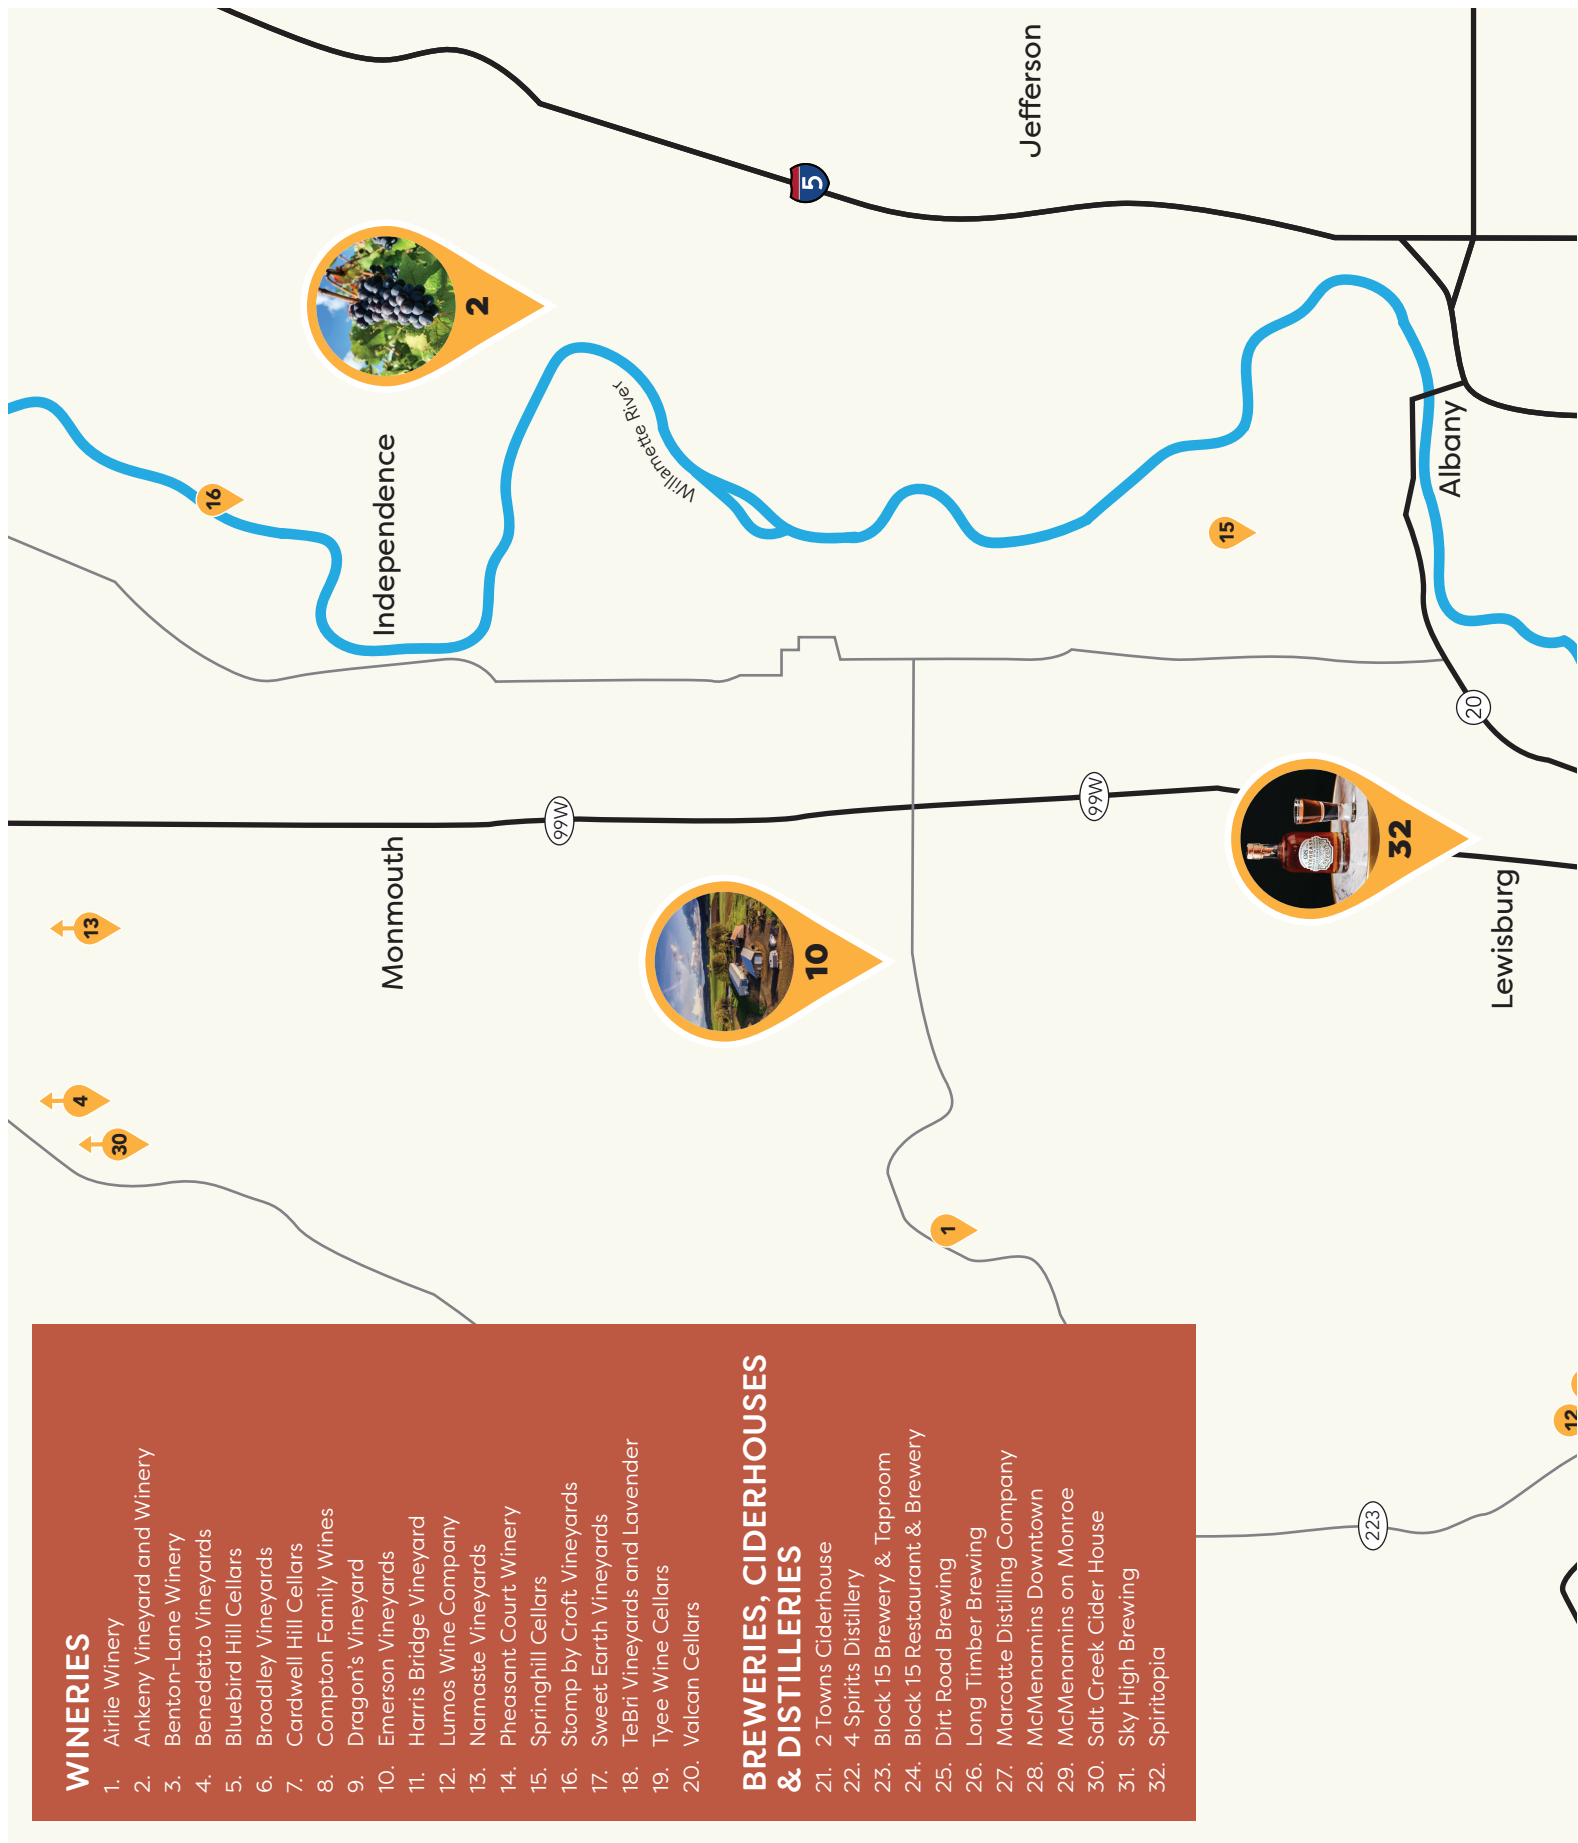 WINERIES
1. Airlie Winery
2. Ankeny Vineyard and Winery
3. Benton-Lane Winery
4. Benedetto Vineyards
5. Bluebird Hill Cellars
6. Broadley Vineyards
7. Cardwell Hill Cellars
8. Compton Family Wines
9. Dragon's Vineyard
10. Emerson Vineyards
11. Harris Bridge Vineyard
12. Lumos Wine Company
13. Namaste Vineyards
14. Pheasant Court Winery
15. Springhill Cellars
16. Stomp by Croft Vineyards
17. Sweet Earth Vineyards
18. TeBri Vineyards and Lavender
19. Tyee Wine Cellars
20. Valcan Cellars
BREWERIES, CIDERHOUSES
& DISTILLERIES
21. 2 Towns Ciderhouse
22. 4 Spirits Distillery
23. Block 15 Brewery & Taproom
24. Block 15 Restaurant & Brewery
25. Dirt Road Brewing
26. Long Timber Brewing
27. Marcotte Distilling Company
28. McMenamins Downtown
29. McMenamins on Monroe
30. Salt Creek Cider House
31. Sky High Brewing
32. Spiritopia
4
30
13
16
2
Monmouth
Independence
99W
Willamette River
5
10
1
Jefferson
99W
15
32
223
12
Lewisburg
20
Albany